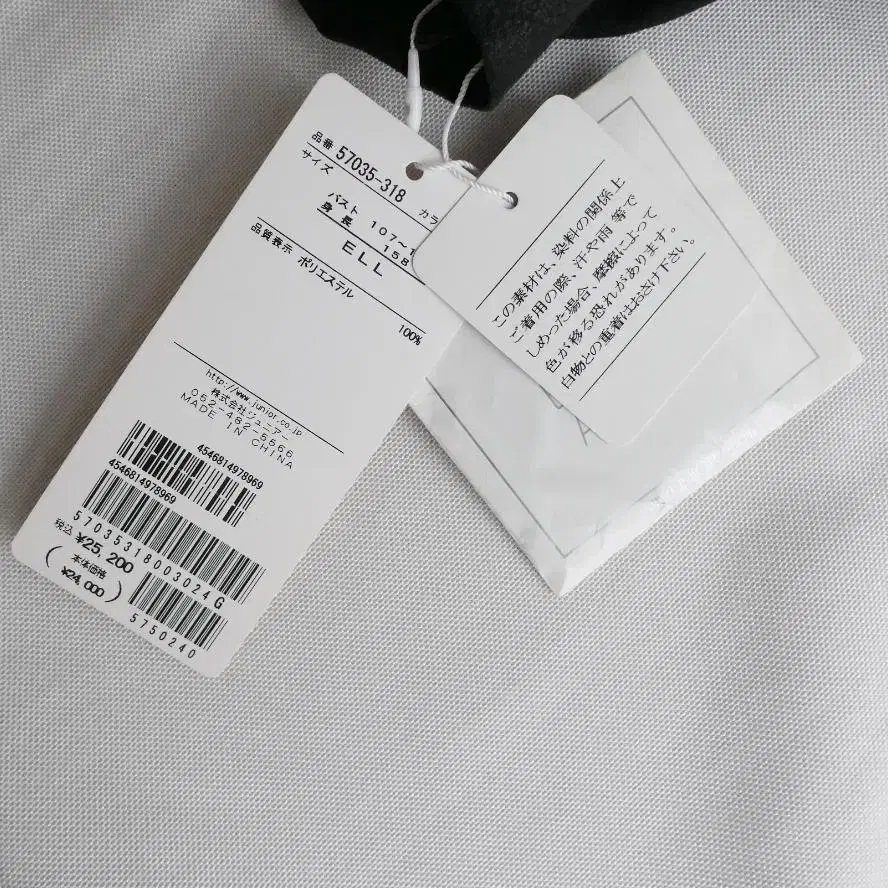 品番 57035-318 カラ
サイズ
バスト 107~1
身長 158
ELL
品質表示 ポリエステル
100%
http://www.junior.co.jp
株式会社ジュニアー
052-482-5566
MADE IN CHINA
4546814978969
4546814978969
57035318003024G
税込 ¥25,200
(本体価格
¥24,000)
5750240
この素材は、染料の関係上
ご着用の際、汗や雨 等で
しめった場合、摩擦によって
色が移る恐れがあります。
白物との重着はおさけ下さい。